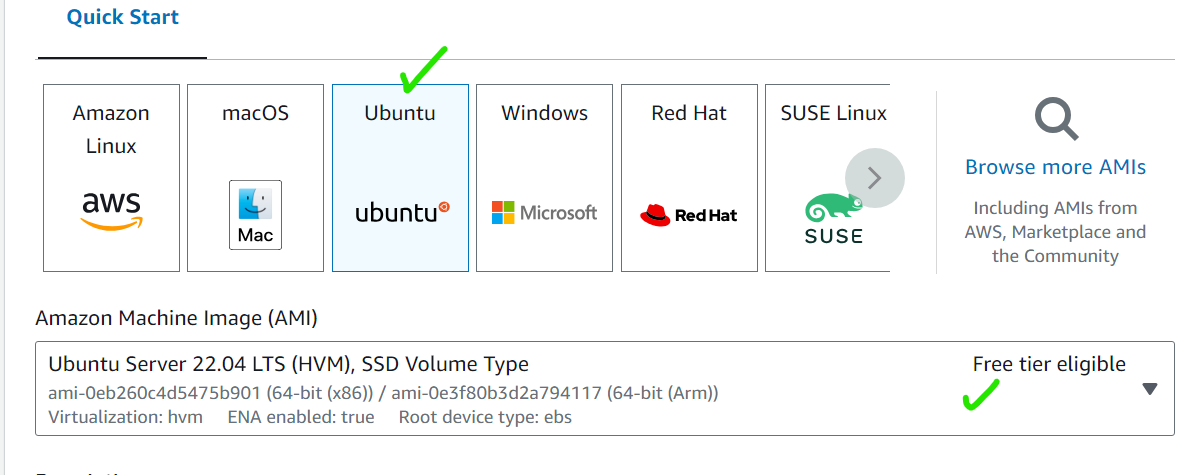 Quick Start
Amazon
Linux
aws
macOS
Mac
Ubuntu
ubuntu
Windows
Microsoft
Red Hat
Red Hat
SUSE Linux
SUSE
Browse more AMIs
Including AMIs from
AWS, Marketplace and
the Community
Amazon Machine Image (AMI)
Ubuntu Server 22.04 LTS (HVM), SSD Volume Type
Free tier eligible
ami-0eb260c4d5475b901 (64-bit (x86)) / ami-0e3f80b3d2a794117 (64-bit (Arm))
Virtualization: hvm ENA enabled: true Root device type: ebs